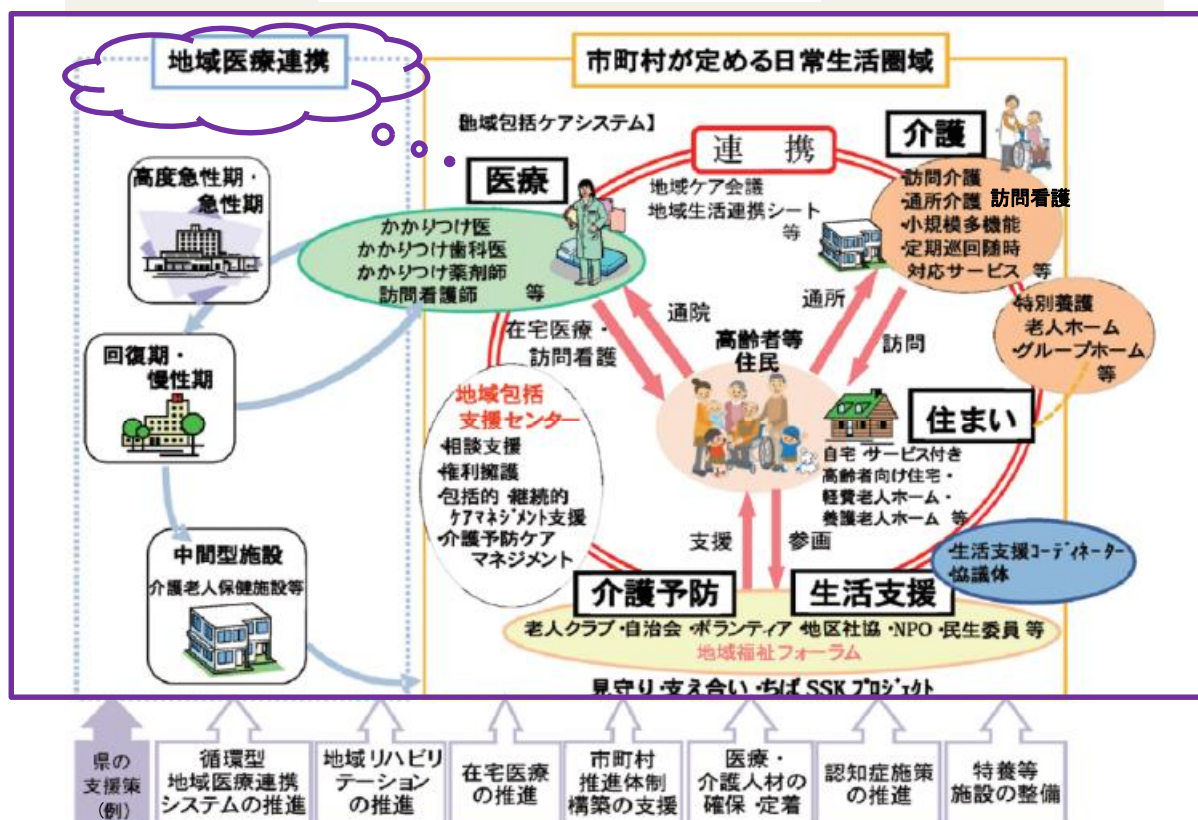 地域医療連携
市町村が定める日常生活圏域
地域包括ケアシステム】
連 携
地域ケア会議
地域生活連携シート
等
医療
かかりつけ医
かかりつけ歯科医
かかりつけ薬剤師
訪問看護師 等
介護
・訪問介護
・通所介護
訪問看護
・小規模多機能
・定期巡回随時
対応サービス 等
・特別養護
老人ホーム
・グループホーム
等
高度急性期・
急性期
回復期・
慢性期
中間型施設
介護老人保健施設等
在宅医療・
訪問看護
通院
通所
訪問
高齢者等
住民
地域包括
支援センター
・相談支援
・権利擁護
・包括的・継続的
ケアマネジメント支援
・介護予防ケア
マネジメント
住まい
自宅・サービス付き
高齢者向け住宅・
軽費老人ホーム・
養護老人ホーム 等
支援
参画
・生活支援コーディネーター
・協議体
介護予防
生活支援
老人クラブ・自治会・ボランティア・地区社協・NPO・民生委員 等
地域福祉フォーラム
見守り・支え合い・ちばSSKプロジェクト
県の
支援策
(例)
循環型
地域医療連携
システムの推進
地域リハビリ
テーション
の推進
在宅医療
の推進
市町村
推進体制
構築の支援
医療・
介護人材の
確保・定着
認知症施策
の推進
特養等
施設の整備